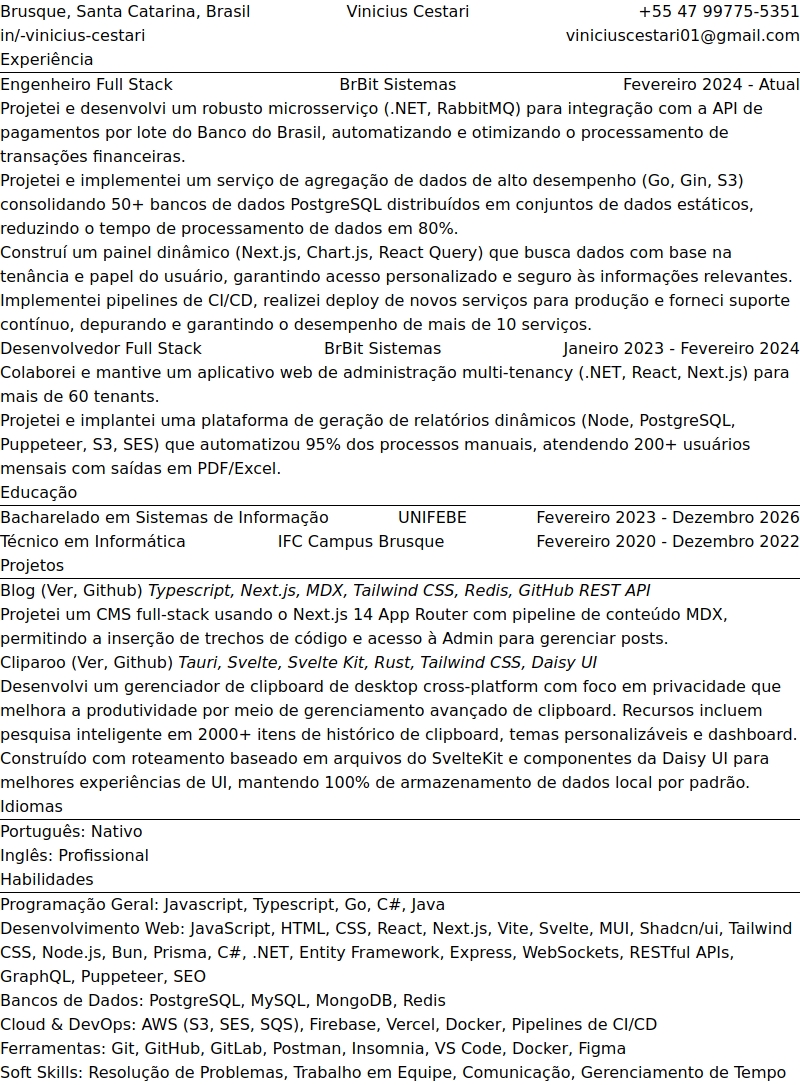 Brusque, Santa Catarina, Brasil Vinicius Cestari +55 47 99775-5351
in/-vinicius-cestari viniciuscestari01@gmail.com
Experiência
Engenheiro Full Stack BrBit Sistemas Fevereiro 2024 - Atual
Projetei e desenvolvi um robusto microsserviço (.NET, RabbitMQ) para integração com a API de
pagamentos por lote do Banco do Brasil, automatizando e otimizando o processamento de
transações financeiras.
Projetei e implementei um serviço de agregação de dados de alto desempenho (Go, Gin, S3)
consolidando 50+ bancos de dados PostgreSQL distribuídos em conjuntos de dados estáticos,
reduzindo o tempo de processamento de dados em 80%.
Construí um painel dinâmico (Next.js, Chart.js, React Query) que busca dados com base na
tenância e papel do usuário, garantindo acesso personalizado e seguro às informações relevantes.
Implementei pipelines de CI/CD, realizei deploy de novos serviços para produção e forneci suporte
contínuo, depurando e garantindo o desempenho de mais de 10 serviços.
Desenvolvedor Full Stack BrBit Sistemas Janeiro 2023 - Fevereiro 2024
Colaborei e mantive um aplicativo web de administração multi-tenancy (.NET, React, Next.js) para
mais de 60 tenants.
Projetei e implantei uma plataforma de geração de relatórios dinâmicos (Node, PostgreSQL,
Puppeteer, S3, SES) que automatizou 95% dos processos manuais, atendendo 200+ usuários
mensais com saídas em PDF/Excel.
Educação
Bacharelado em Sistemas de Informação UNIFEBE Fevereiro 2023 - Dezembro 2026
Técnico em Informática IFC Campus Brusque Fevereiro 2020 - Dezembro 2022
Projetos
Blog (Ver, Github) Typescript, Next.js, MDX, Tailwind CSS, Redis, GitHub REST API
Projetei um CMS full-stack usando o Next.js 14 App Router com pipeline de conteúdo MDX,
permitindo a inserção de trechos de código e acesso à Admin para gerenciar posts.
Cliparoo (Ver, Github) Tauri, Svelte, Svelte Kit, Rust, Tailwind CSS, Daisy UI
Desenvolvi um gerenciador de clipboard de desktop cross-platform com foco em privacidade que
melhora a produtividade por meio de gerenciamento avançado de clipboard. Recursos incluem
pesquisa inteligente em 2000+ itens de histórico de clipboard, temas personalizáveis e dashboard.
Construído com roteamento baseado em arquivos do SvelteKit e componentes da Daisy UI para
melhores experiências de UI, mantendo 100% de armazenamento de dados local por padrão.
Idiomas
Português: Nativo
Inglês: Profissional
Habilidades
Programação Geral: Javascript, Typescript, Go, C#, Java
Desenvolvimento Web: JavaScript, HTML, CSS, React, Next.js, Vite, Svelte, MUI, Shadcn/ui, Tailwind
CSS, Node.js, Bun, Prisma, C#, .NET, Entity Framework, Express, WebSockets, RESTful APIs,
GraphQL, Puppeteer, SEO
Bancos de Dados: PostgreSQL, MySQL, MongoDB, Redis
Cloud & DevOps: AWS (S3, SES, SQS), Firebase, Vercel, Docker, Pipelines de CI/CD
Ferramentas: Git, GitHub, GitLab, Postman, Insomnia, VS Code, Docker, Figma
Soft Skills: Resolução de Problemas, Trabalho em Equipe, Comunicação, Gerenciamento de Tempo